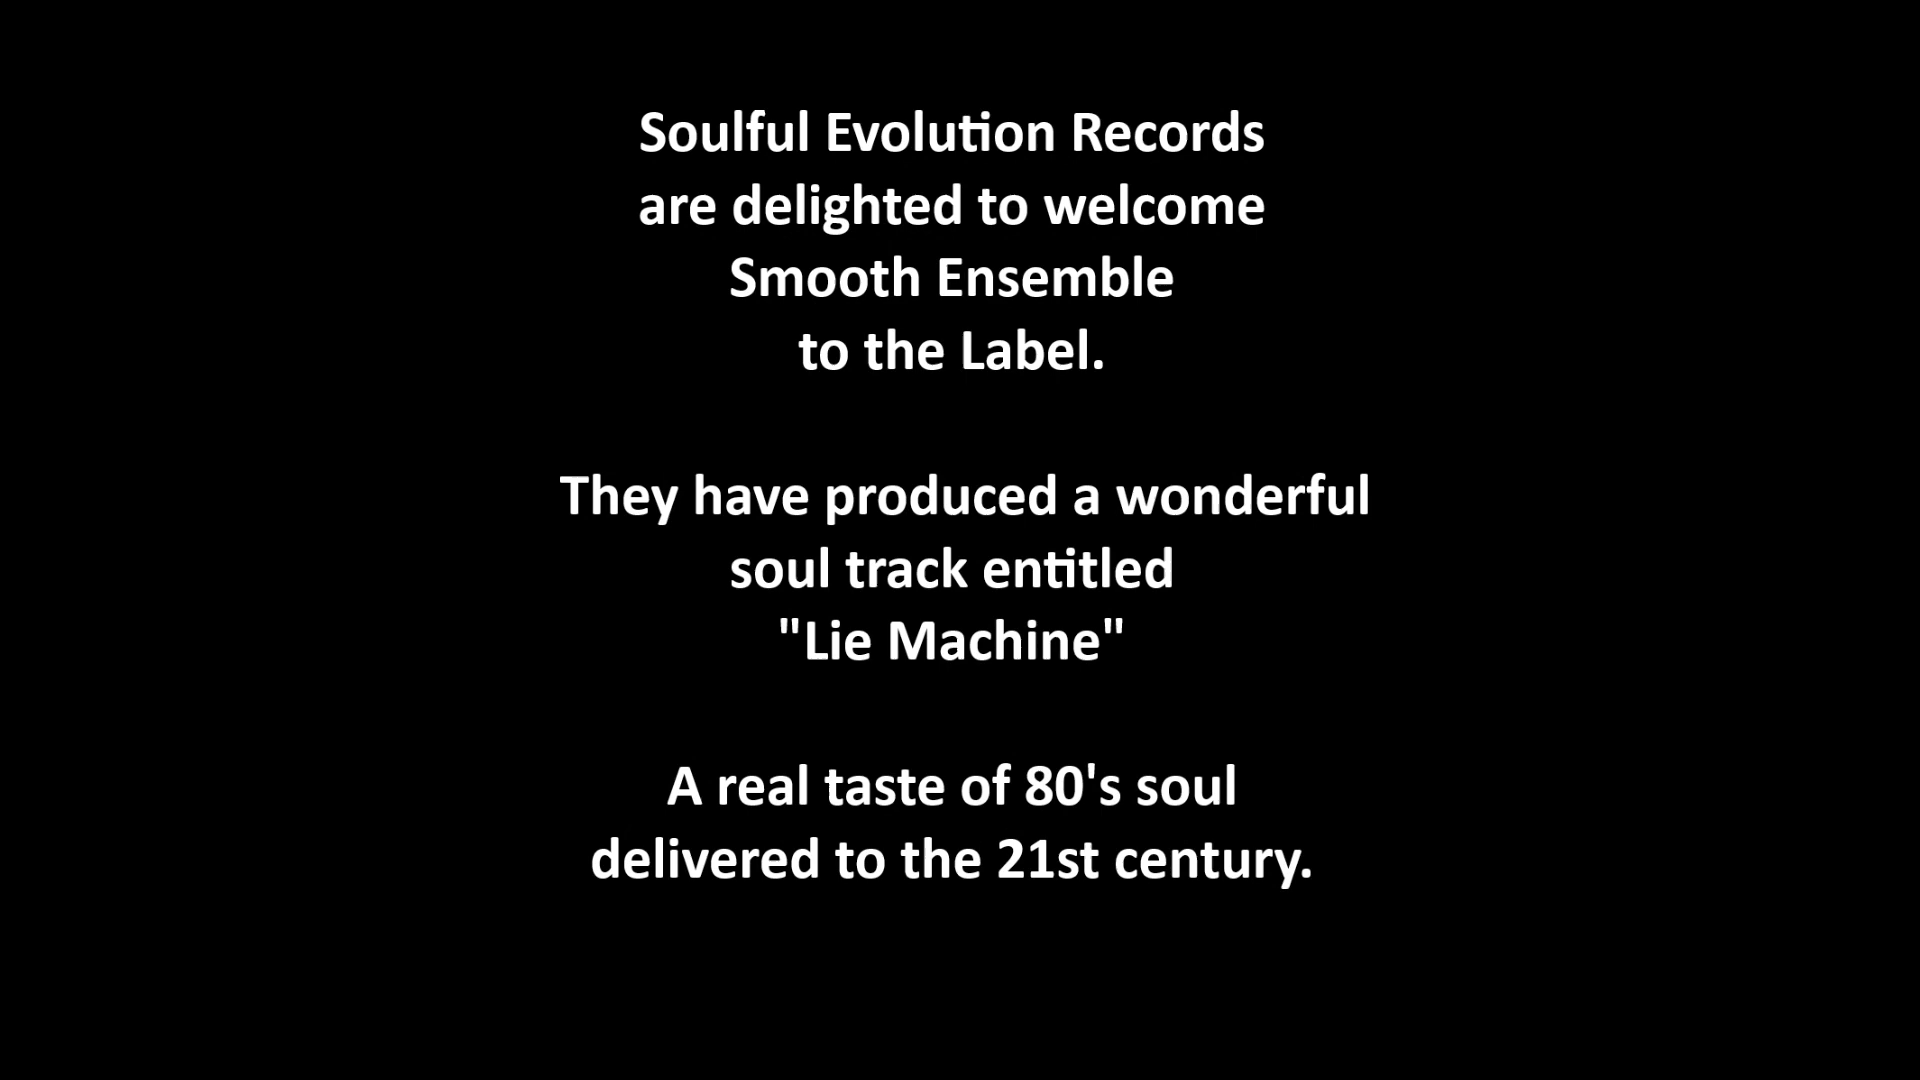 Soulful Evolution Records
are delighted to welcome
Smooth Ensemble
to the Label.
They have produced a wonderful
soul track entitled
"Lie Machine"
A real taste of 80's soul
delivered to the 21st century.